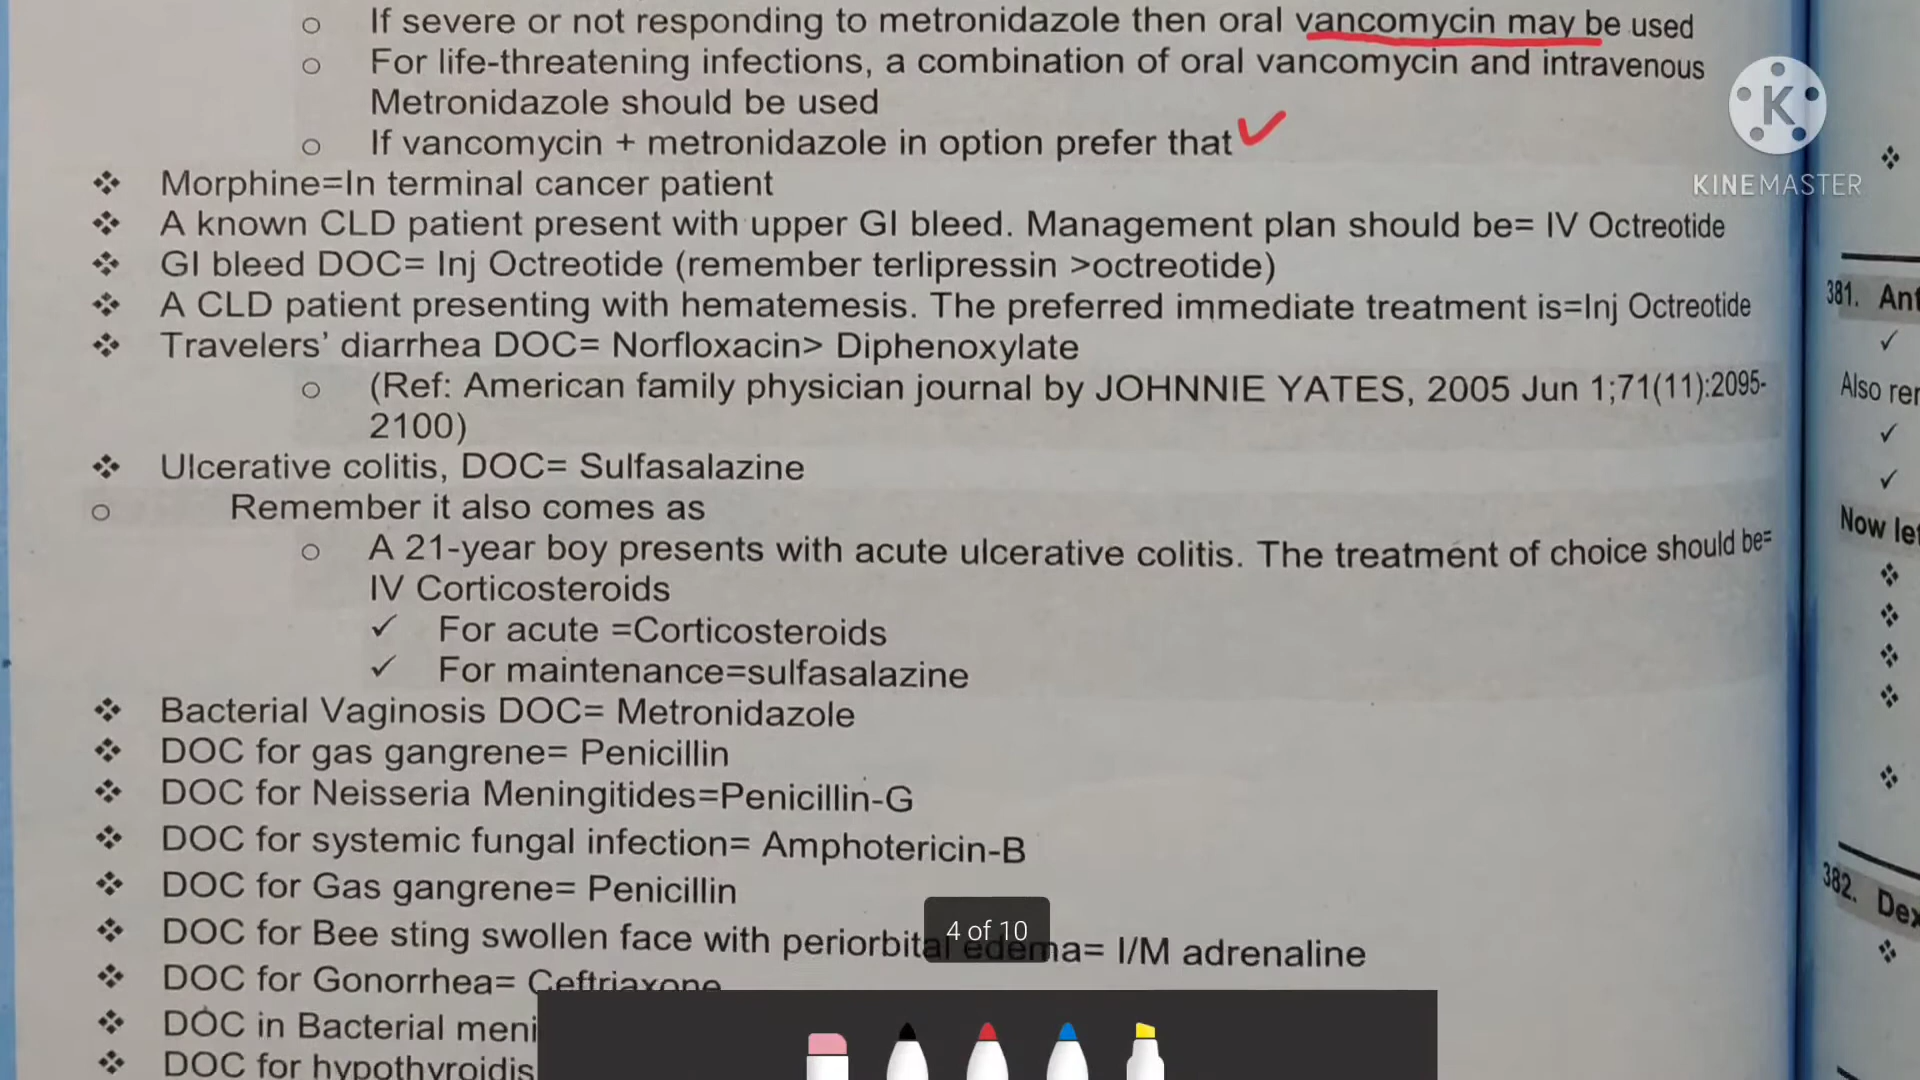 If severe or not responding to metronidazole then oral vancomycin may be used
For life-threatening infections, a combination of oral vancomycin and intravenous
Metronidazole should be used
If vancomycin + metronidazole in option prefer that
Morphine=In terminal cancer patient
A known CLD patient present with upper GI bleed. Management plan should be= IV Octreotide
GI bleed DOC= Inj Octreotide (remember terlipressin >octreotide)
A CLD patient presenting with hematemesis. The preferred immediate treatment is=Inj Octreotide
Travelers' diarrhea DOC= Norfloxacin> Diphenoxylate
(Ref: American family physician journal by JOHNNIE YATES, 2005 Jun 1;71(11):2095-
2100)
Ulcerative colitis, DOC= Sulfasalazine
Remember it also comes as
A 21-year boy presents with acute ulcerative colitis. The treatment of choice should be=
IV Corticosteroids
✓ For acute =Corticosteroids
✓ For maintenance=sulfasalazine
Bacterial Vaginosis DOC= Metronidazole
DOC for gas gangrene= Penicillin
DOC for Neisseria Meningitides=Penicillin-G
DOC for systemic fungal infection= Amphotericin-B
DOC for Gas gangrene= Penicillin
DOC for Bee sting swollen face with periorbital edema= I/M adrenaline
DOC for Gonorrhea= Ceftriaxone
DOC in Bacterial
DOC for
4 of 10
K
KINEMASTER
381.
Also
Now
382.